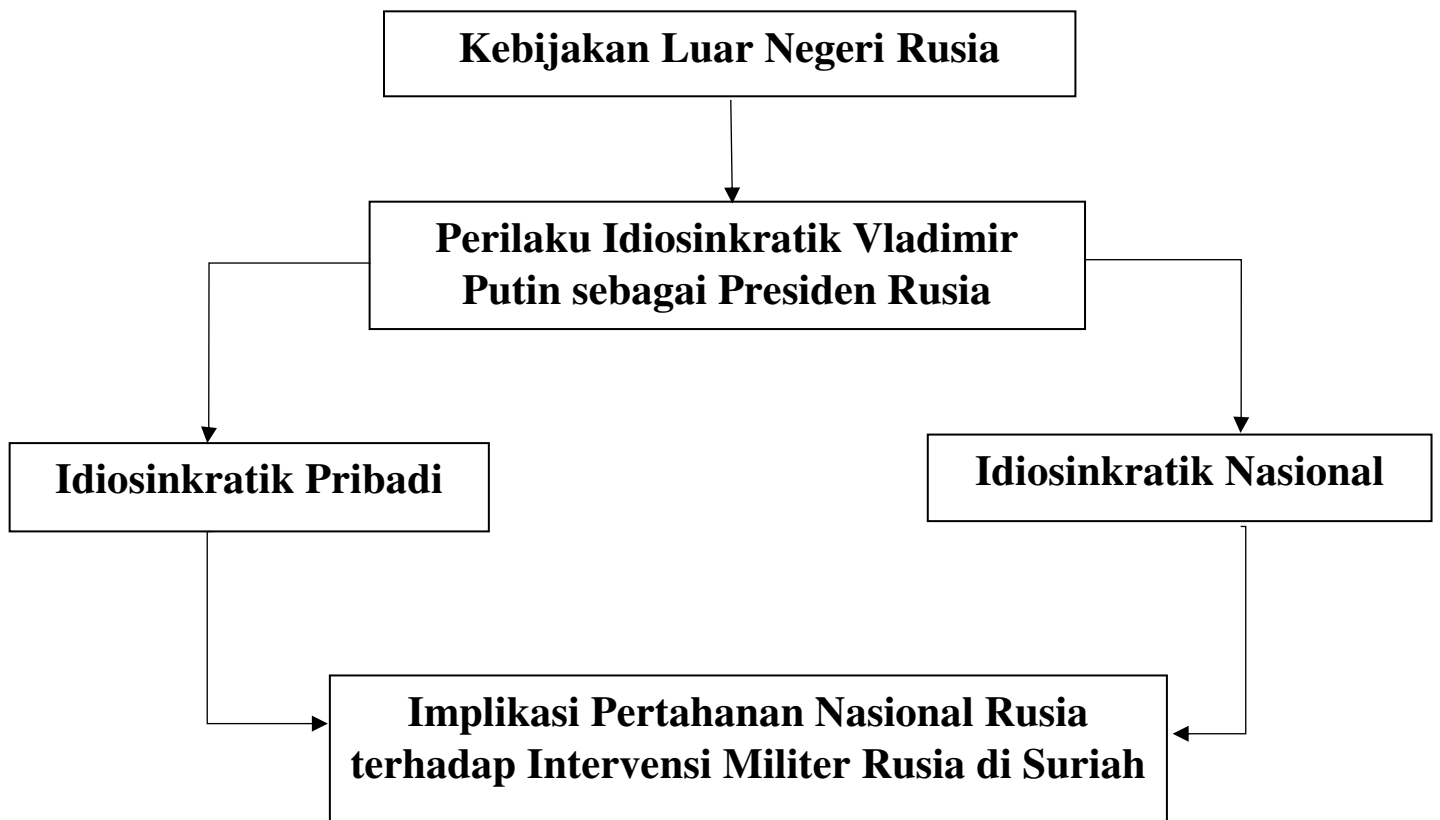 Kebijakan Luar Negeri Rusia
Perilaku Idiosinkratik Vladimir
Putin sebagai Presiden Rusia
Idiosinkratik Pribadi
Idiosinkratik Nasional
Implikasi Pertahanan Nasional Rusia
terhadap Intervensi Militer Rusia di Suriah